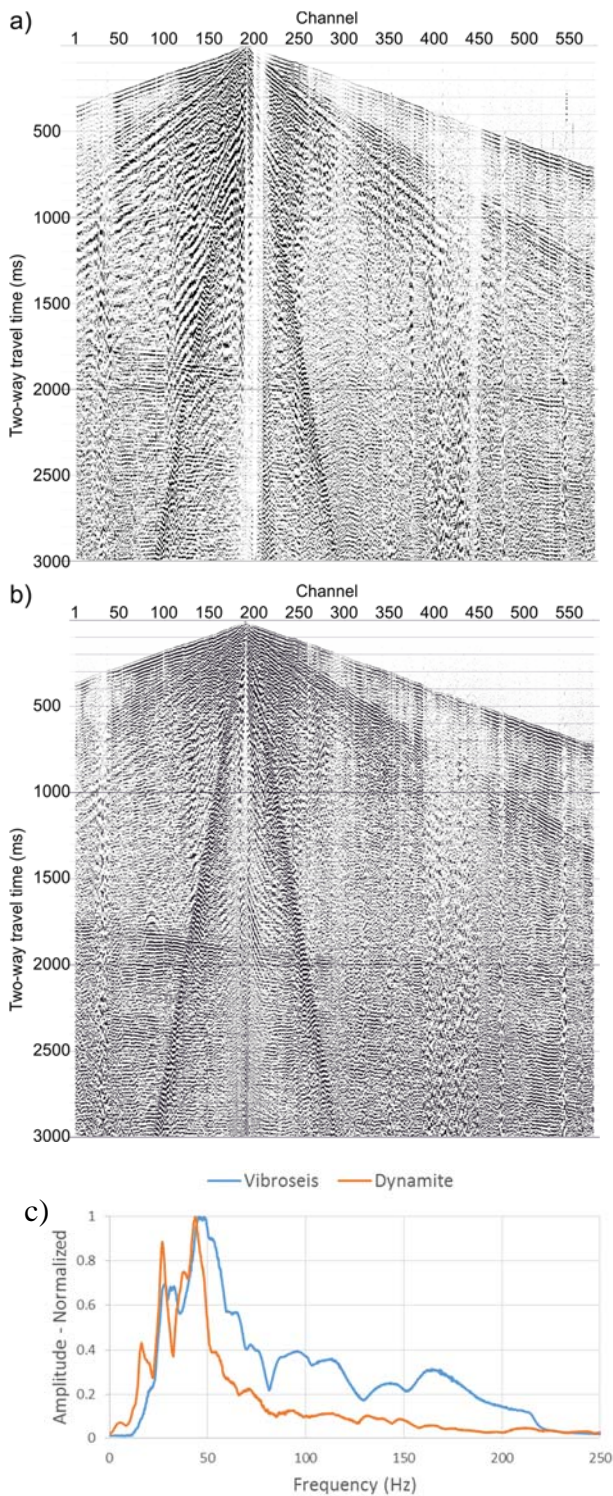 a)
Channel
1 50 100 150 200 250 300 350 400 450 500 550
Two-way travel time (ms)
500
1000
1500
2000
2500
3000
b)
Channel
1 50 100 150 200 250 300 350 400 450 500 550
Two-way travel time (ms)
500
1000
1500
2000
2500
3000
Vibroseis Dynamite
c)
Amplitude - Normalized
1
0.8
0.6
0.4
0.2
0
0 50 100 150 200 250
Frequency (Hz)